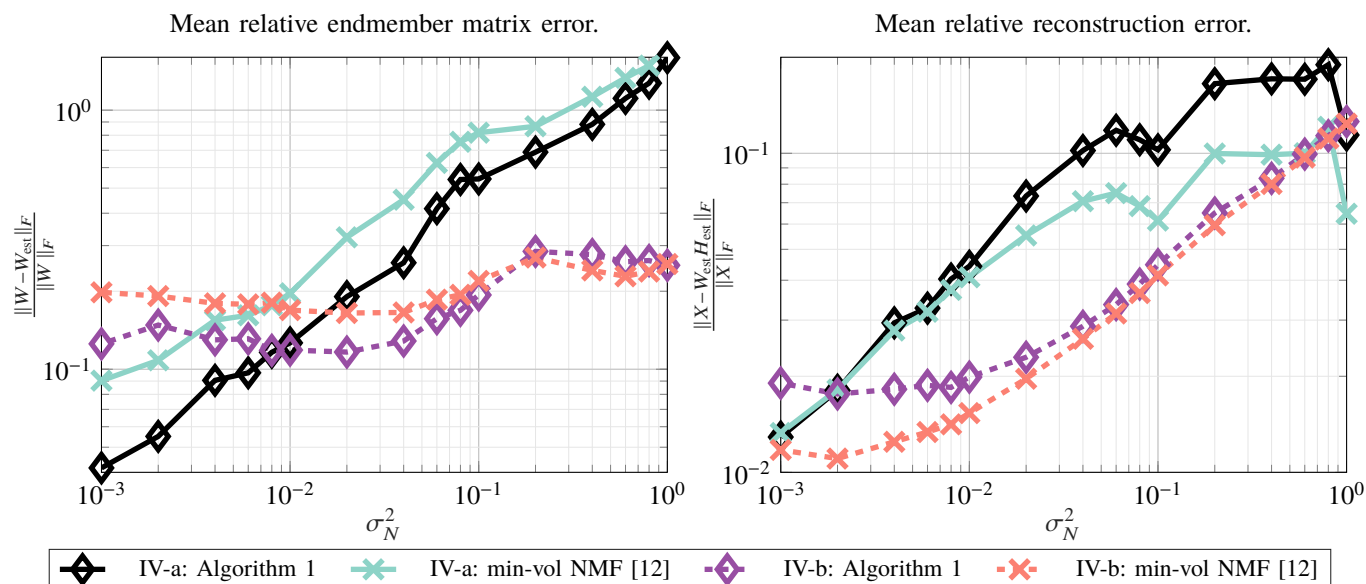 Mean relative endmember matrix error.
10^0
10^-1
||W−W_est||_F / ||W||_F
10^-3 10^-2 10^-1 10^0
σ_N^2
Mean relative reconstruction error.
10^-1
10^-2
||X−W_est H_est||_F / ||X||_F
10^-3 10^-2 10^-1 10^0
σ_N^2
IV-a: Algorithm 1 IV-a: min-vol NMF [12] IV-b: Algorithm 1 IV-b: min-vol NMF [12]